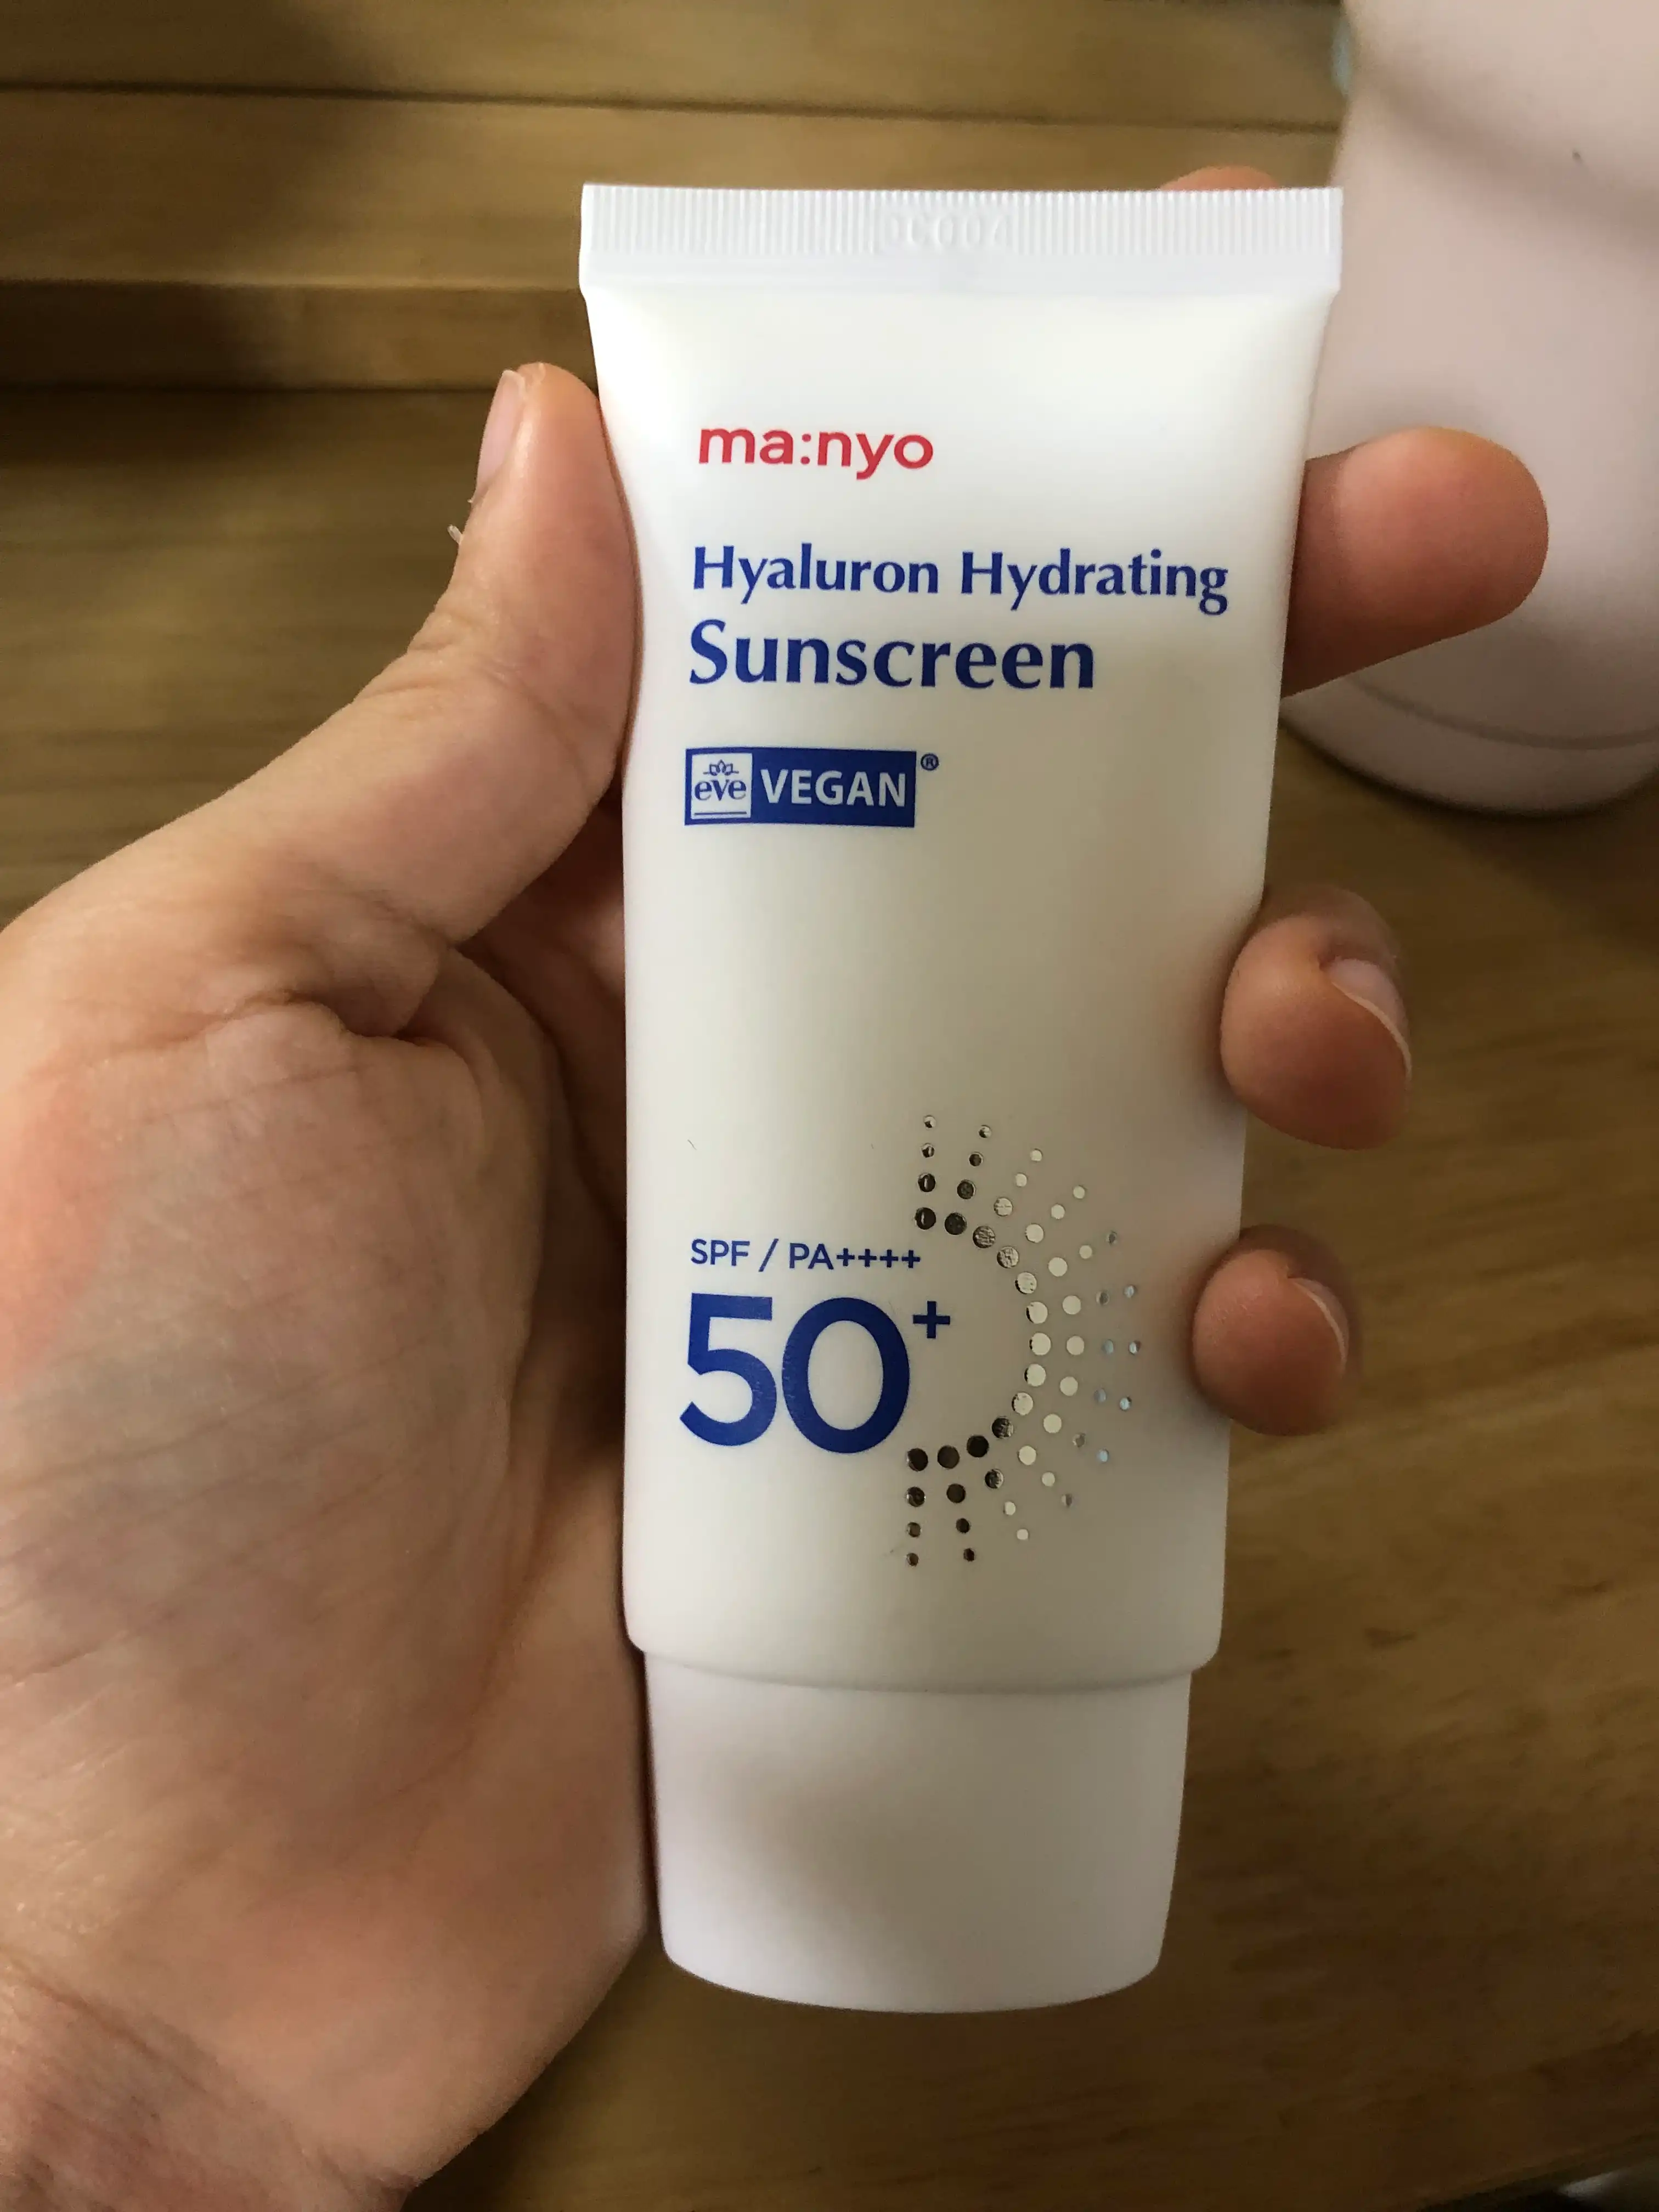 ma:nyo
Hyaluron Hydrating
Sunscreen
eve VEGAN®
SPF / PA++++
50+